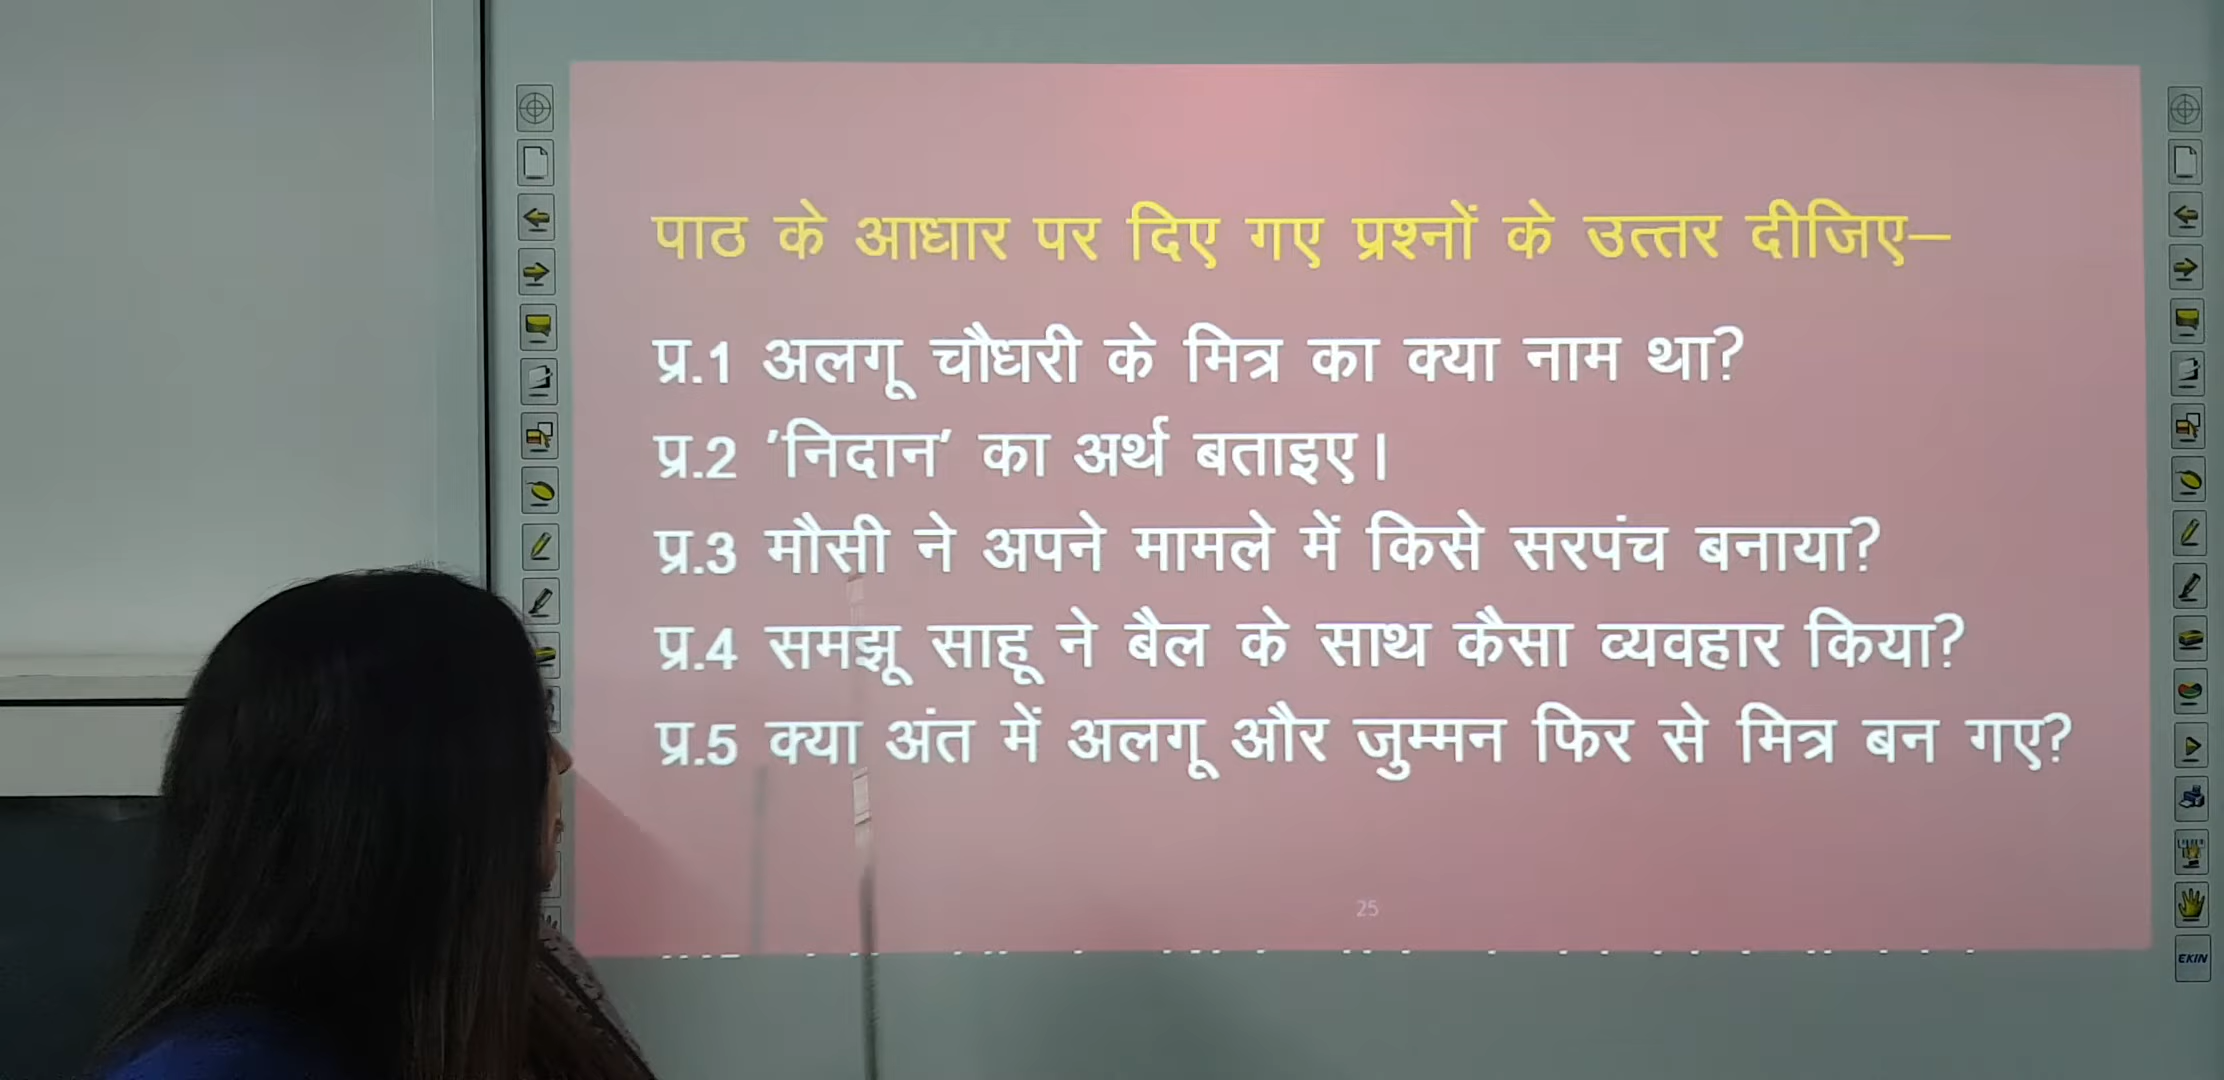 पाठ के आधार पर दिए गए प्रश्नों के उत्तर दीजिए—
प्र.1 अलगू चौधरी के मित्र का क्या नाम था?
प्र.2 'निदान' का अर्थ बताइए।
प्र.3 मौसी ने अपने मामले में किसे सरपंच बनाया?
प्र.4 समझू साहू ने बैल के साथ कैसा व्यवहार किया?
प्र.5 क्या अंत में अलगू और जुम्मन फिर से मित्र बन गए?
25
EKIN